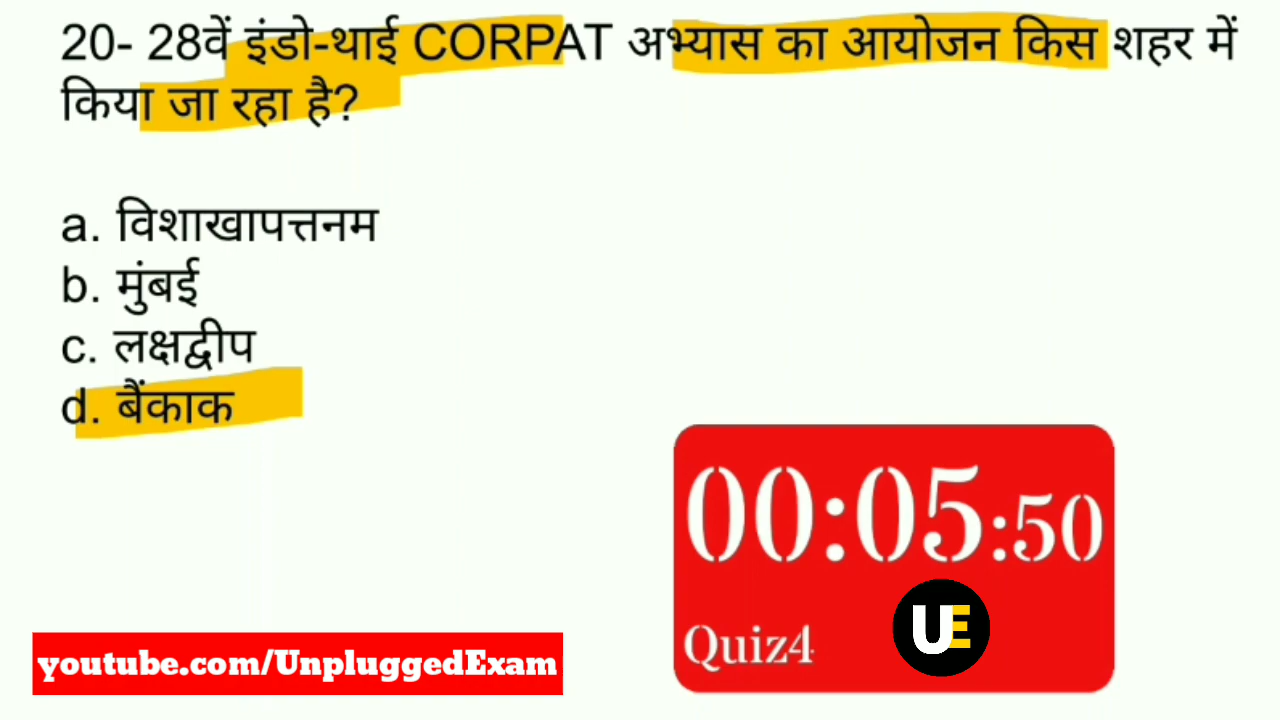 20- 28वें इंडो-थाई CORPAT अभ्यास का आयोजन किस शहर में
किया जा रहा है?
a. विशाखापत्तनम
b. मुंबई
c. लक्षद्वीप
d. बैंकाक
00:05:50
UE
Quiz4
youtube.com/UnpluggedExam